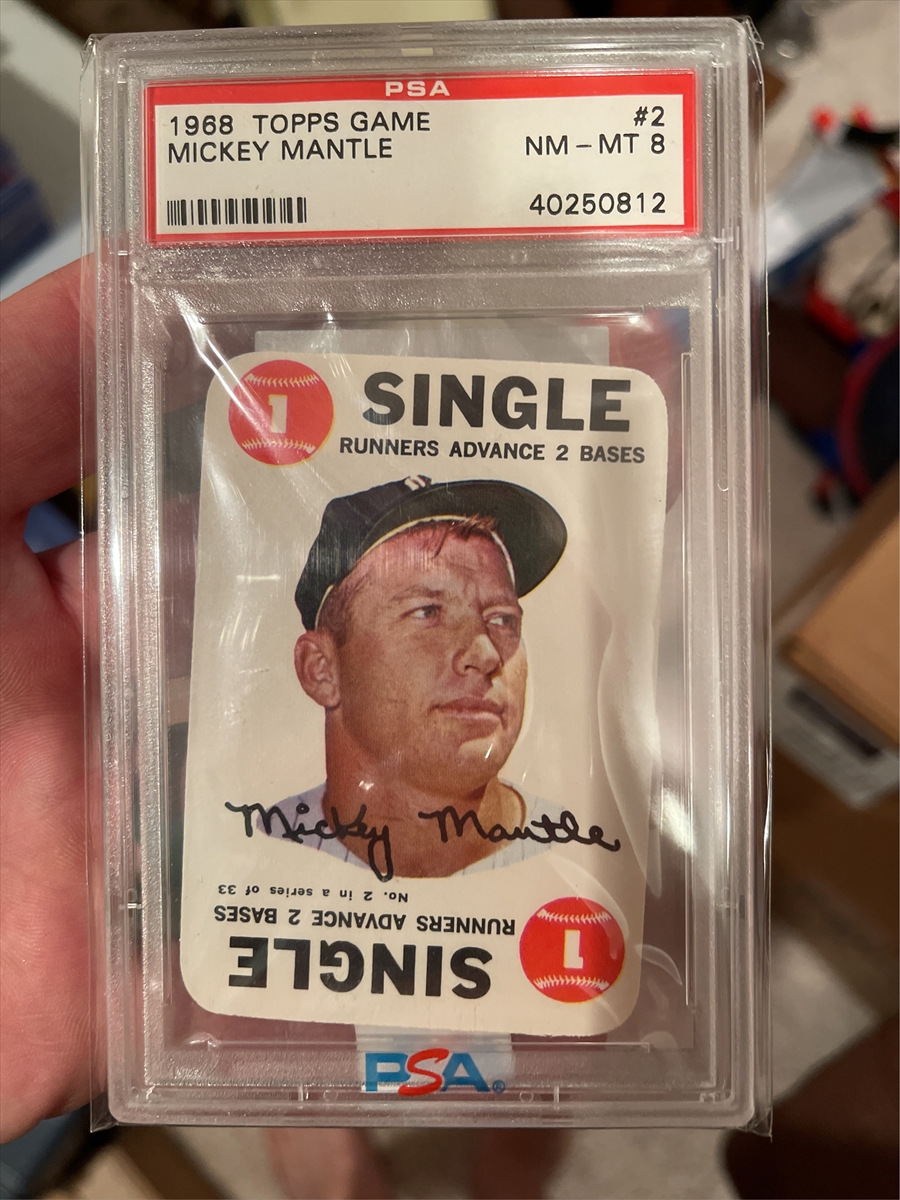 PSA
1968 TOPPS GAME #2
MICKEY MANTLE NM - MT 8
40250812
1 SINGLE
RUNNERS ADVANCE 2 BASES
Mickey Mantle
No. 2 in a series of 33
RUNNERS ADVANCE 2 BASES
SINGLE 1
PSA®